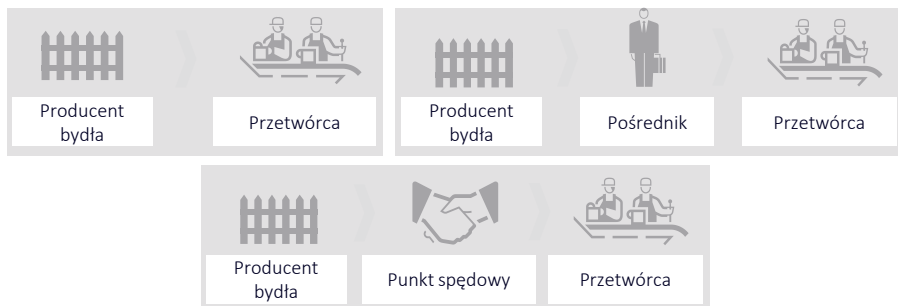 Producent
bydła
Przetwórca
Producent
bydła
Pośrednik
Przetwórca
Producent
bydła
Punkt spędowy
Przetwórca